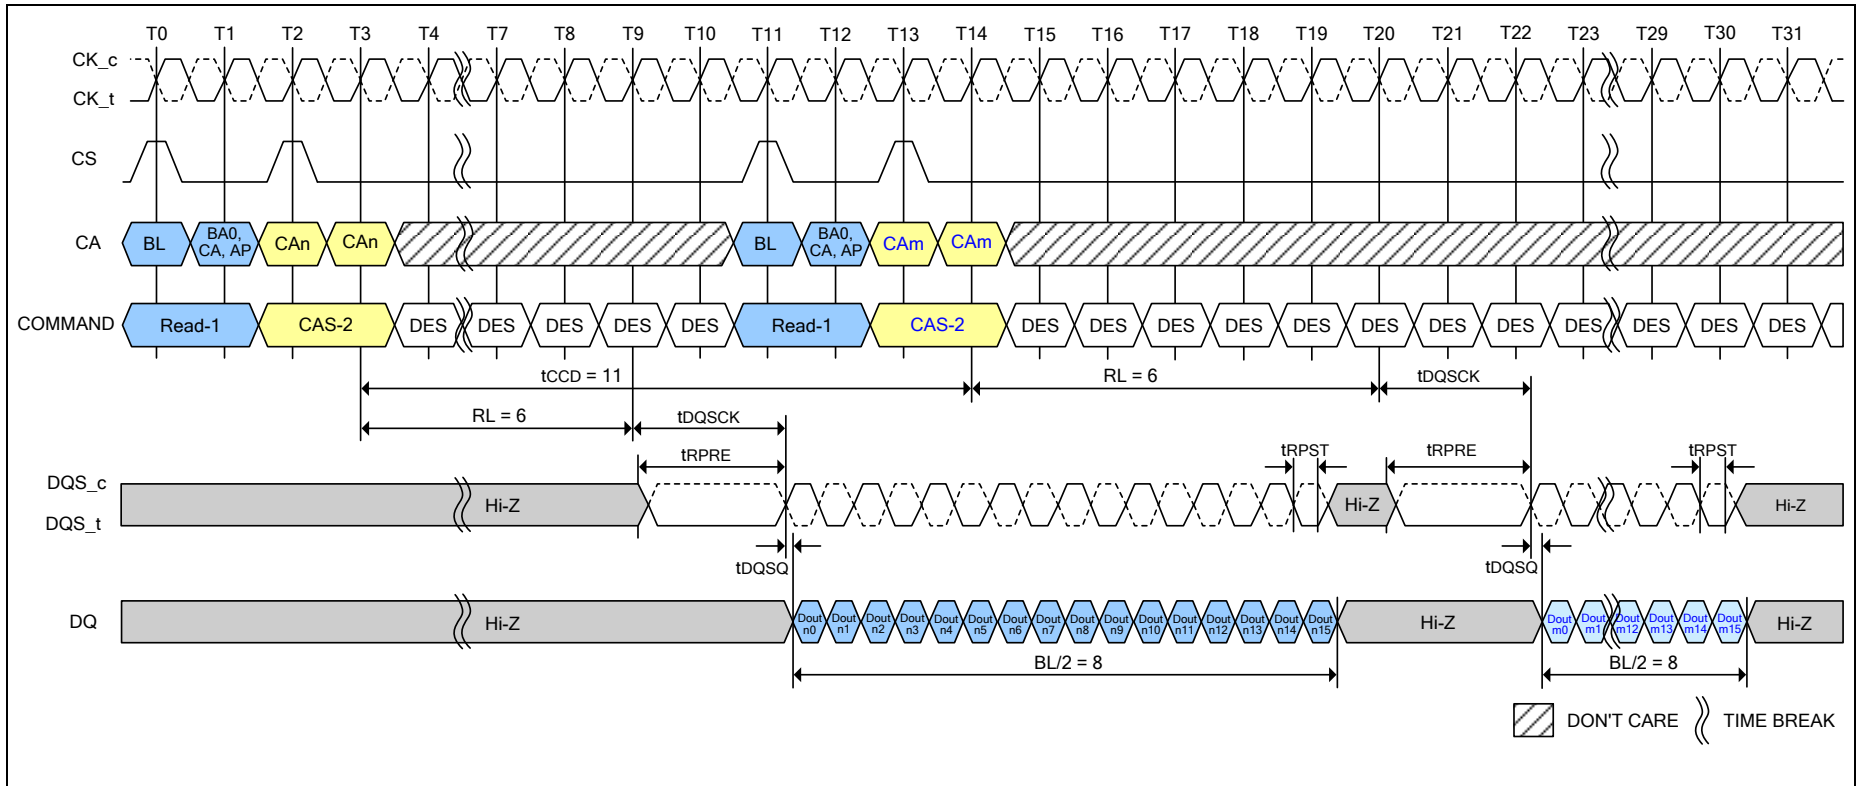 T0 T1 T2 T3 T4 T7 T8 T9 T10 T11 T12 T13 T14 T15 T16 T17 T18 T19 T20 T21 T22 T23 T29 T30 T31
CK_c
CK_t
CS
CA BL BA0, CA, AP CAn CAn BL BA0, CA, AP CAm CAm
COMMAND Read-1 CAS-2 DES DES DES DES DES Read-1 CAS-2 DES DES DES DES DES DES DES DES DES DES DES DES
tCCD = 11 RL = 6 tDQSCK
RL = 6 tDQSCK
tRPRE tRPST tRPRE tRPST
DQS_c
Hi-Z Hi-Z Hi-Z
DQS_t
tDQSQ tDQSQ
DQ Hi-Z Dout n0 Dout n1 Dout n2 Dout n3 Dout n4 Dout n5 Dout n6 Dout n7 Dout n8 Dout n9 Dout n10 Dout n11 Dout n12 Dout n13 Dout n14 Dout n15 Hi-Z Dout m0 Dout m1 Dout m12 Dout m13 Dout m14 Dout m15 Hi-Z
BL/2 = 8 BL/2 = 8
DON'T CARE TIME BREAK